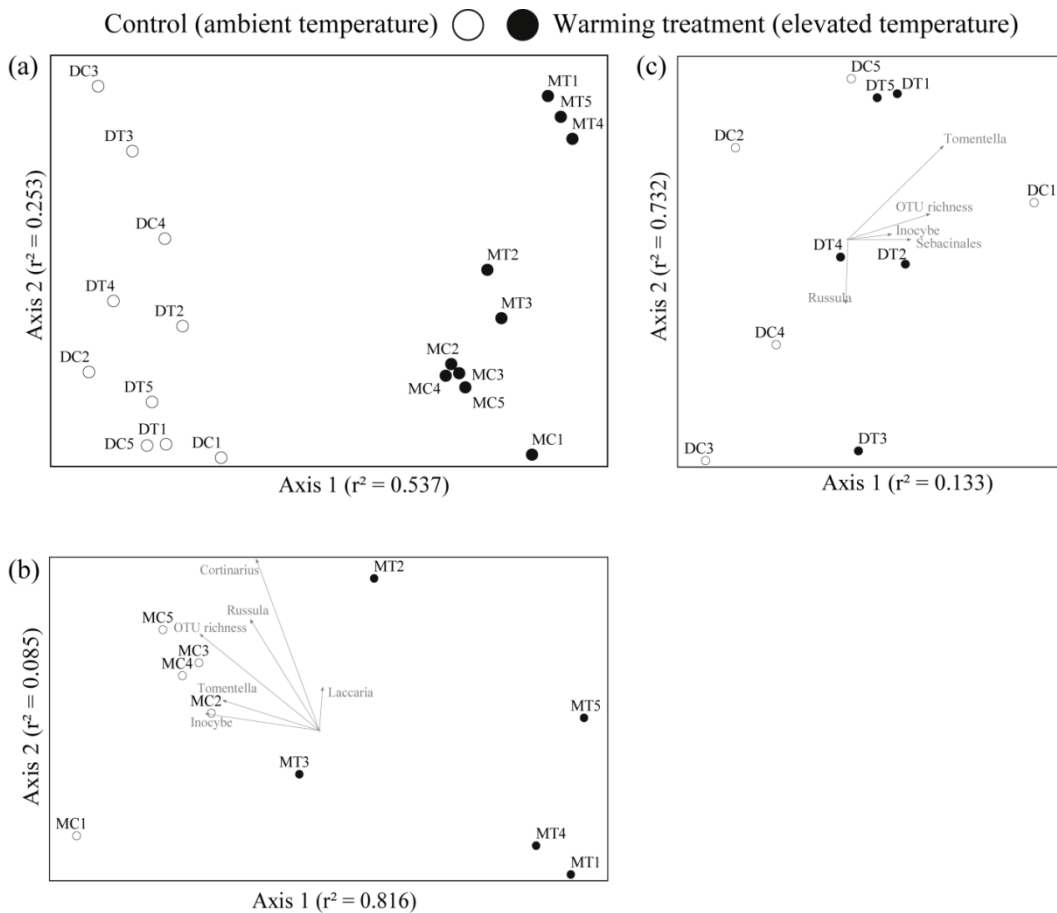 Control (ambient temperature) Warming treatment (elevated temperature)
(a)
DC3
DT3
DC4
DT4
DT2
DC2
DT5
DT1
DC5
DC1
MT1
MT5
MT4
MT2
MT3
MC2
MC3
MC4
MC5
MC1
Axis 2 (r² = 0.253)
Axis 1 (r² = 0.537)
(c)
DC5
DT5
DT1
DC2
Tomentella
DC1
OTU richness
Inocybe
Sebacinales
DT4
DT2
Russula
DC4
DT3
DC3
Axis 2 (r² = 0.732)
Axis 1 (r² = 0.133)
(b)
Cortinarius
MT2
Russula
MC5
OTU richness
MC3
MC4
Tomentella
Laccaria
MC2
Inocybe
MT5
MT3
MC1
MT4
MT1
Axis 2 (r² = 0.085)
Axis 1 (r² = 0.816)